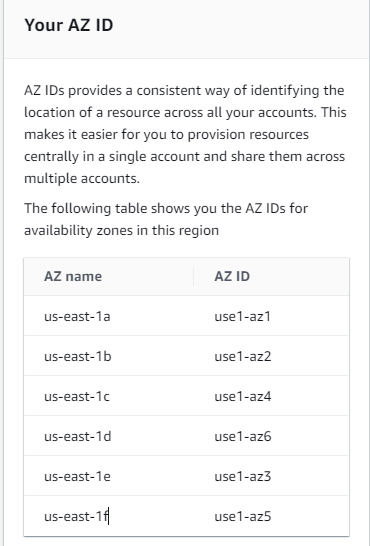 Your AZ ID
AZ IDs provides a consistent way of identifying the
location of a resource across all your accounts. This
makes it easier for you to provision resources
centrally in a single account and share them across
multiple accounts.
The following table shows you the AZ IDs for
availability zones in this region
AZ name AZ ID
us-east-1a use1-az1
us-east-1b use1-az2
us-east-1c use1-az4
us-east-1d use1-az6
us-east-1e use1-az3
us-east-1f use1-az5